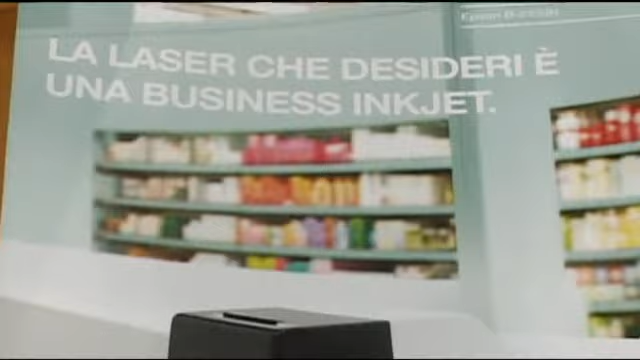 LA LASER CHE DESIDERI È
UNA BUSINESS INKJET.